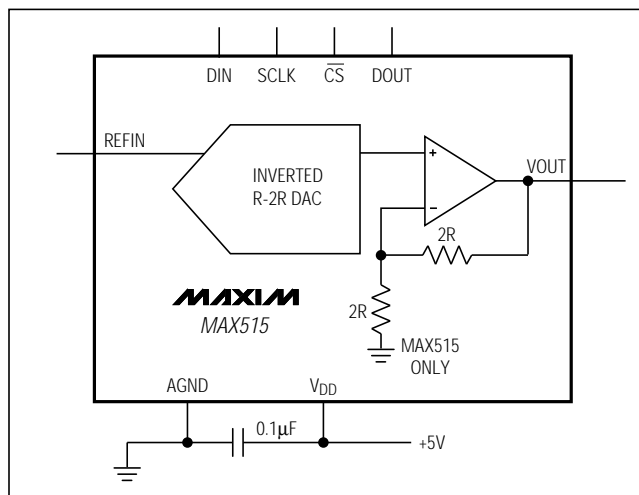 DIN SCLK C̅S̅ DOUT
REFIN
INVERTED
R-2R DAC
+
−
VOUT
2R
2R
MAX515
ONLY
MAXIM
MAX515
AGND
VDD
0.1µF
+5V